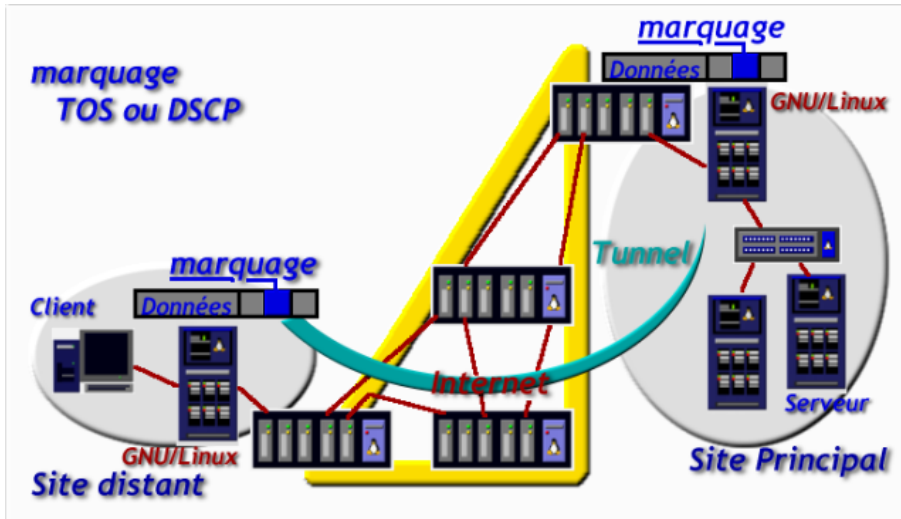 marquage
Données
marquage
TOS ou DSCP
GNU/Linux
Tunnel
marquage
Données
Client
Internet
Serveur
GNU/Linux
Site Principal
Site distant